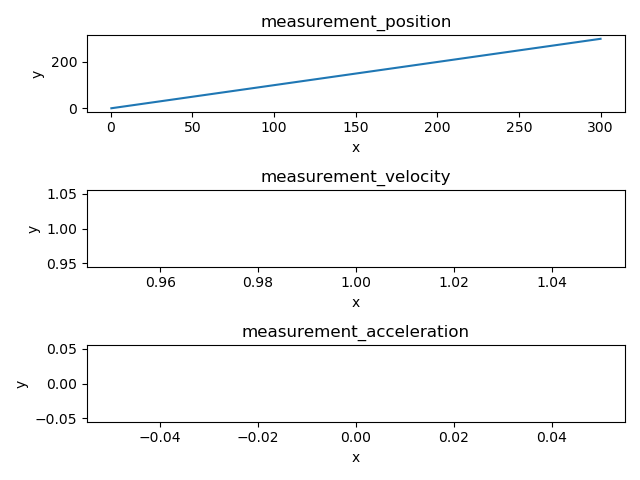 measurement_position
y
200
0
0 50 100 150 200 250 300
x
measurement_velocity
y
1.05
1.00
0.95
0.96 0.98 1.00 1.02 1.04
x
measurement_acceleration
y
0.05
0.00
−0.05
−0.04 −0.02 0.00 0.02 0.04
x